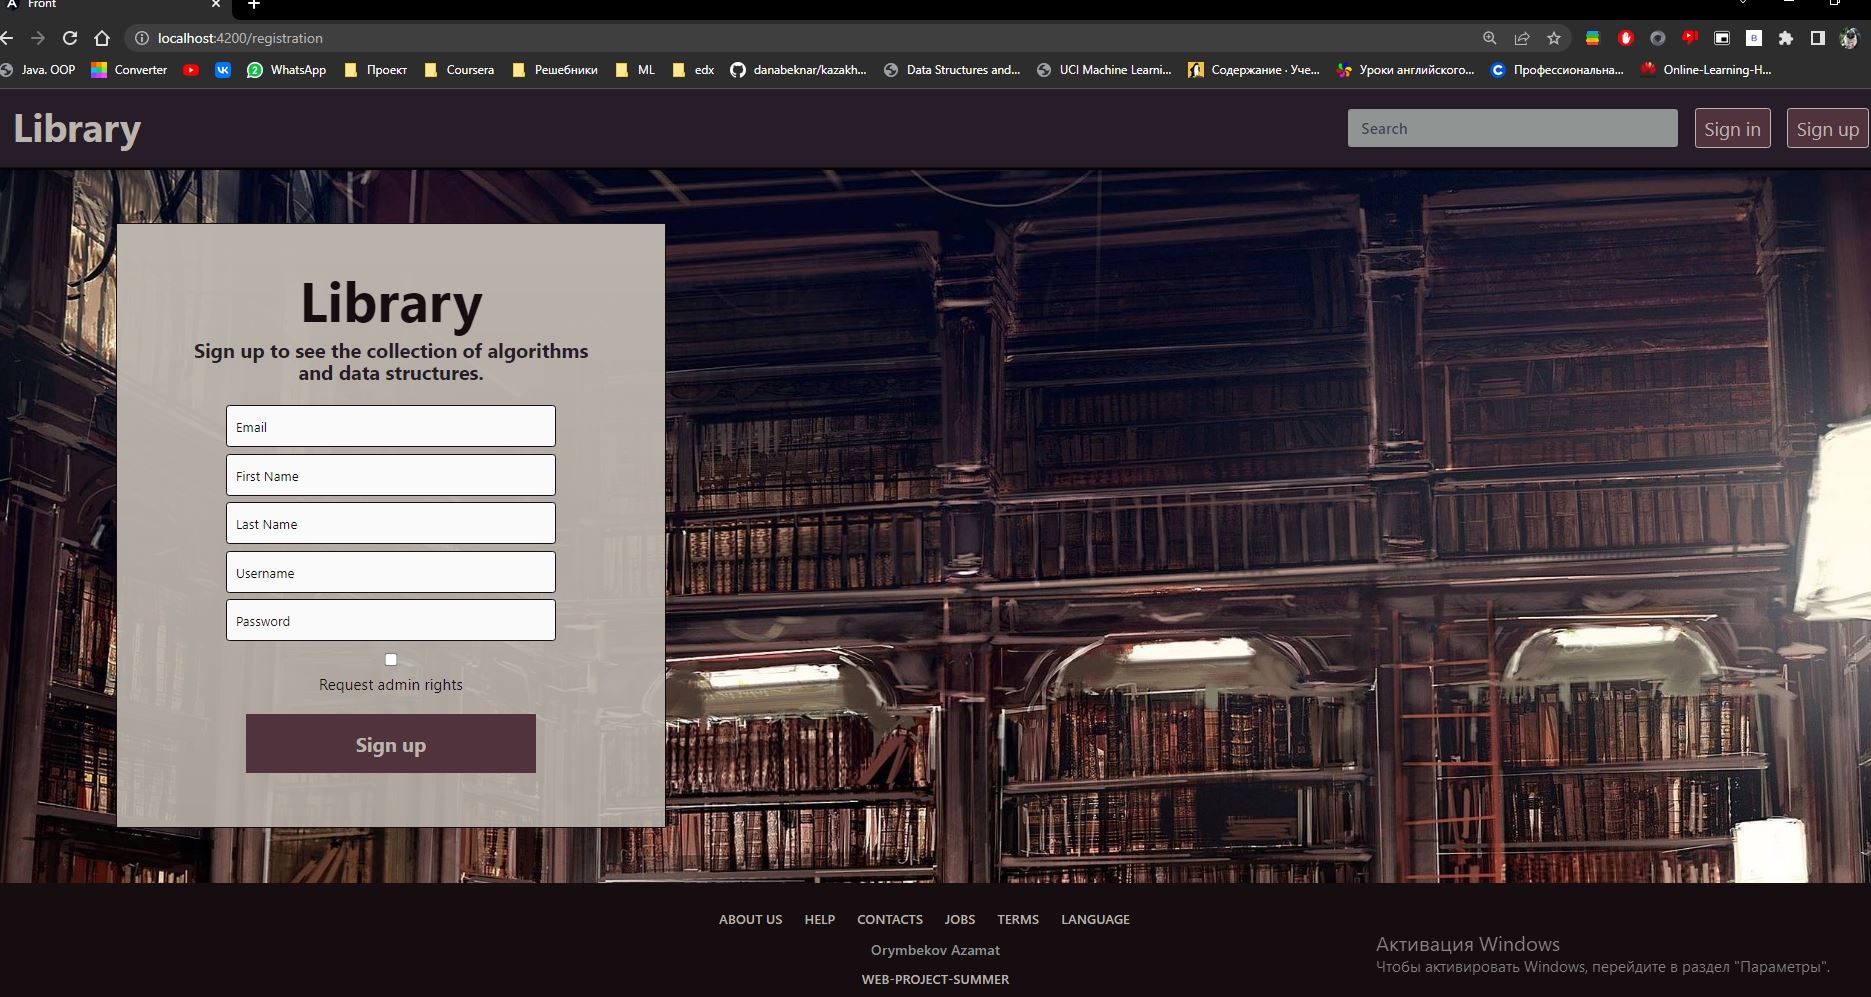 Front
localhost:4200/registration
Java. OOP Converter WhatsApp Проект Coursera Решебники ML edx danabeknar/kazakh... Data Structures and... UCI Machine Learni... Содержание · Уче... Уроки английского... Профессиональна... Online-Learning-H...
Library Search Sign in Sign up
Library
Sign up to see the collection of algorithms
and data structures.
Email
First Name
Last Name
Username
Password
Request admin rights
Sign up
ABOUT US HELP CONTACTS JOBS TERMS LANGUAGE
Orymbekov Azamat
WEB-PROJECT-SUMMER
Активация Windows
Чтобы активировать Windows, перейдите в раздел "Параметры".